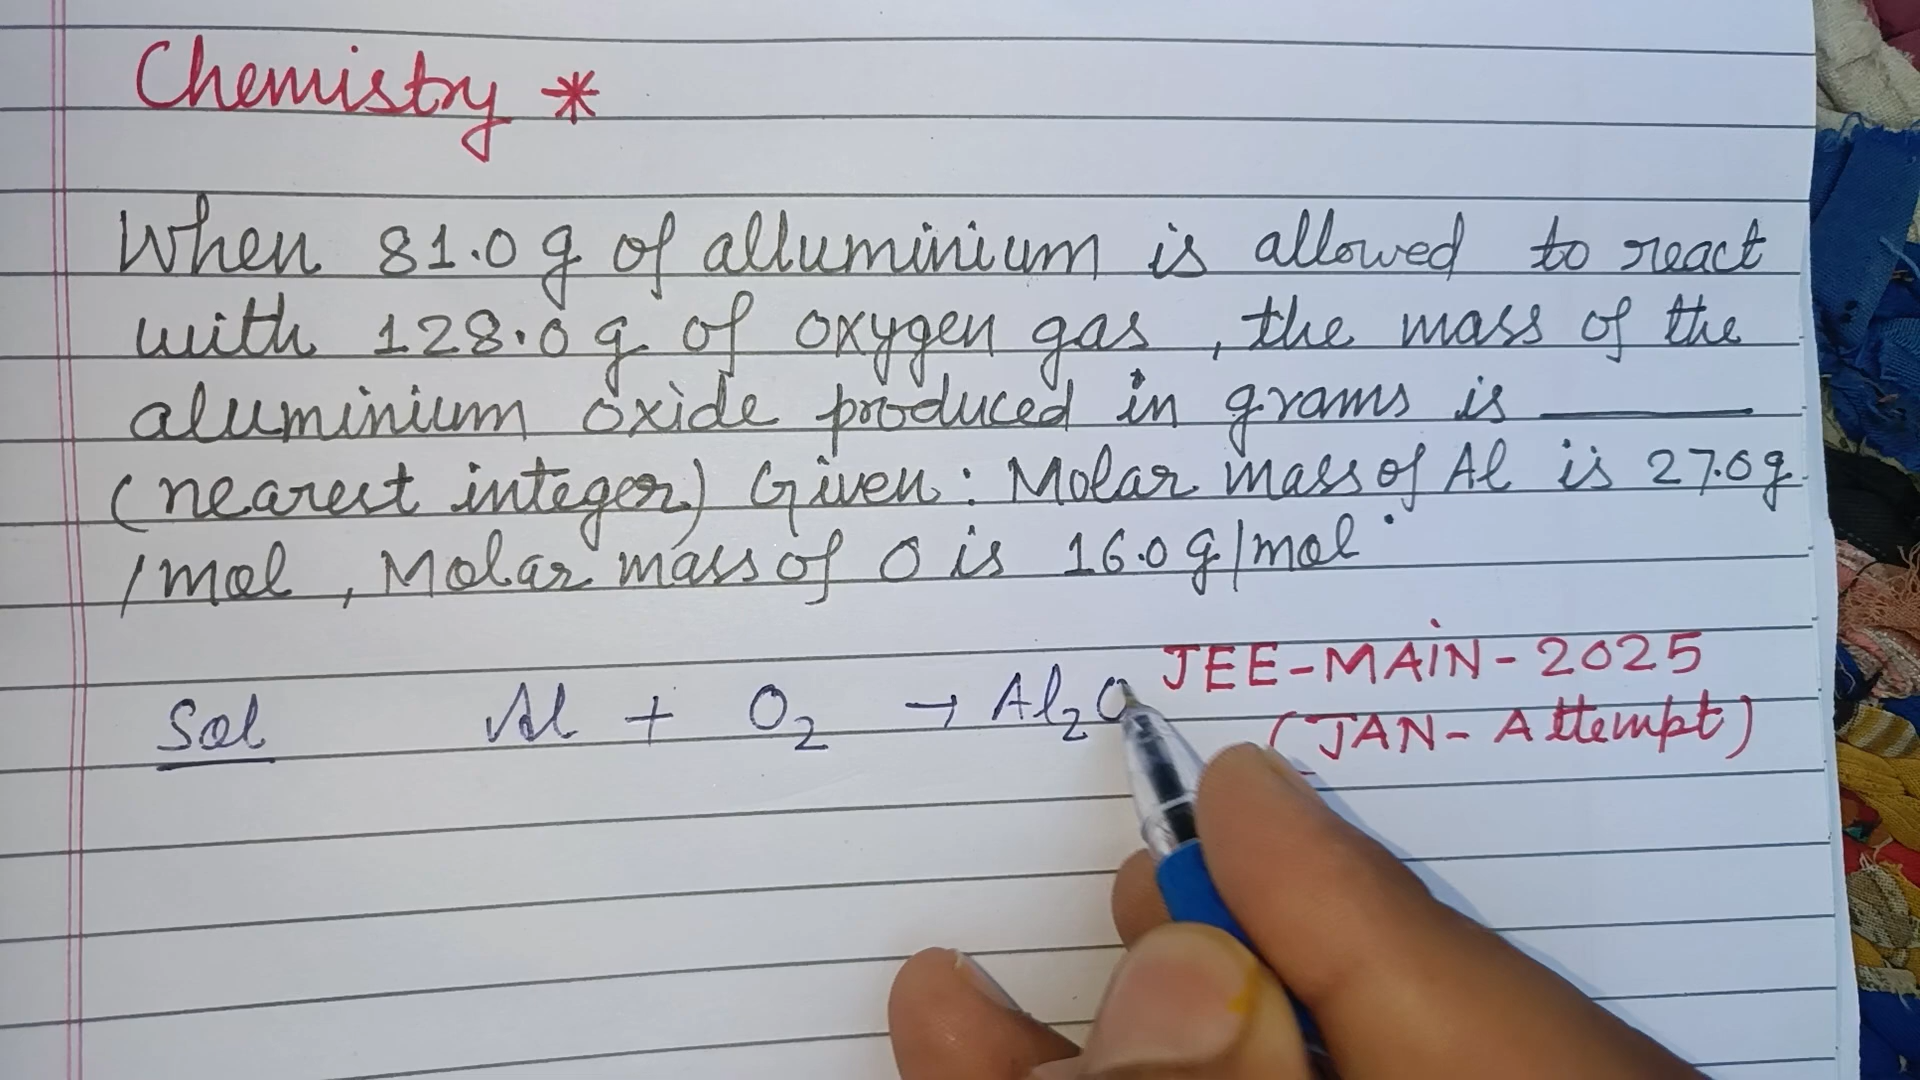 Chemistry *
When 81.0 g of alluminium is allowed to react
with 128.0 g of oxygen gas, the mass of the
aluminium oxide produced in grams is ______
(nearest integer) Given: Molar mass of Al is 27.0g
/mol, Molar mass of O is 16.0 g/mol.
JEE-MAIN-2025
(JAN- Attempt)
Sol Al + O₂ → Al₂O